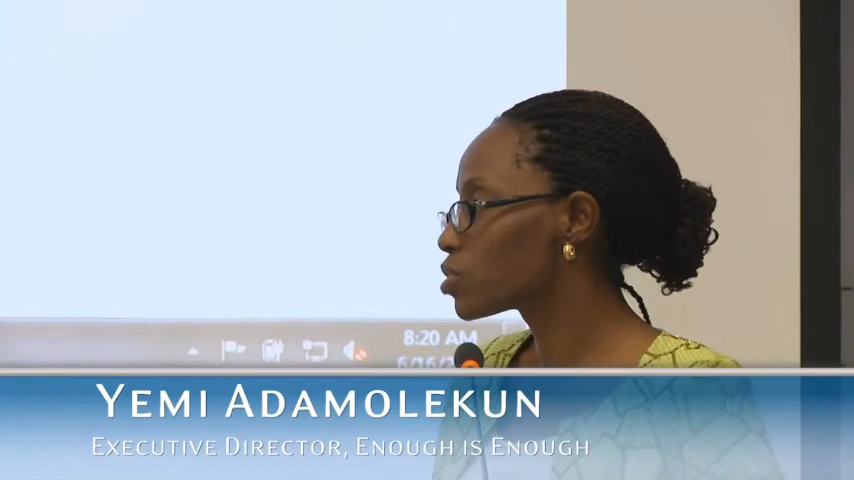 8:20 AM
YEMI ADAMOLEKUN
EXECUTIVE DIRECTOR, ENOUGH IS ENOUGH